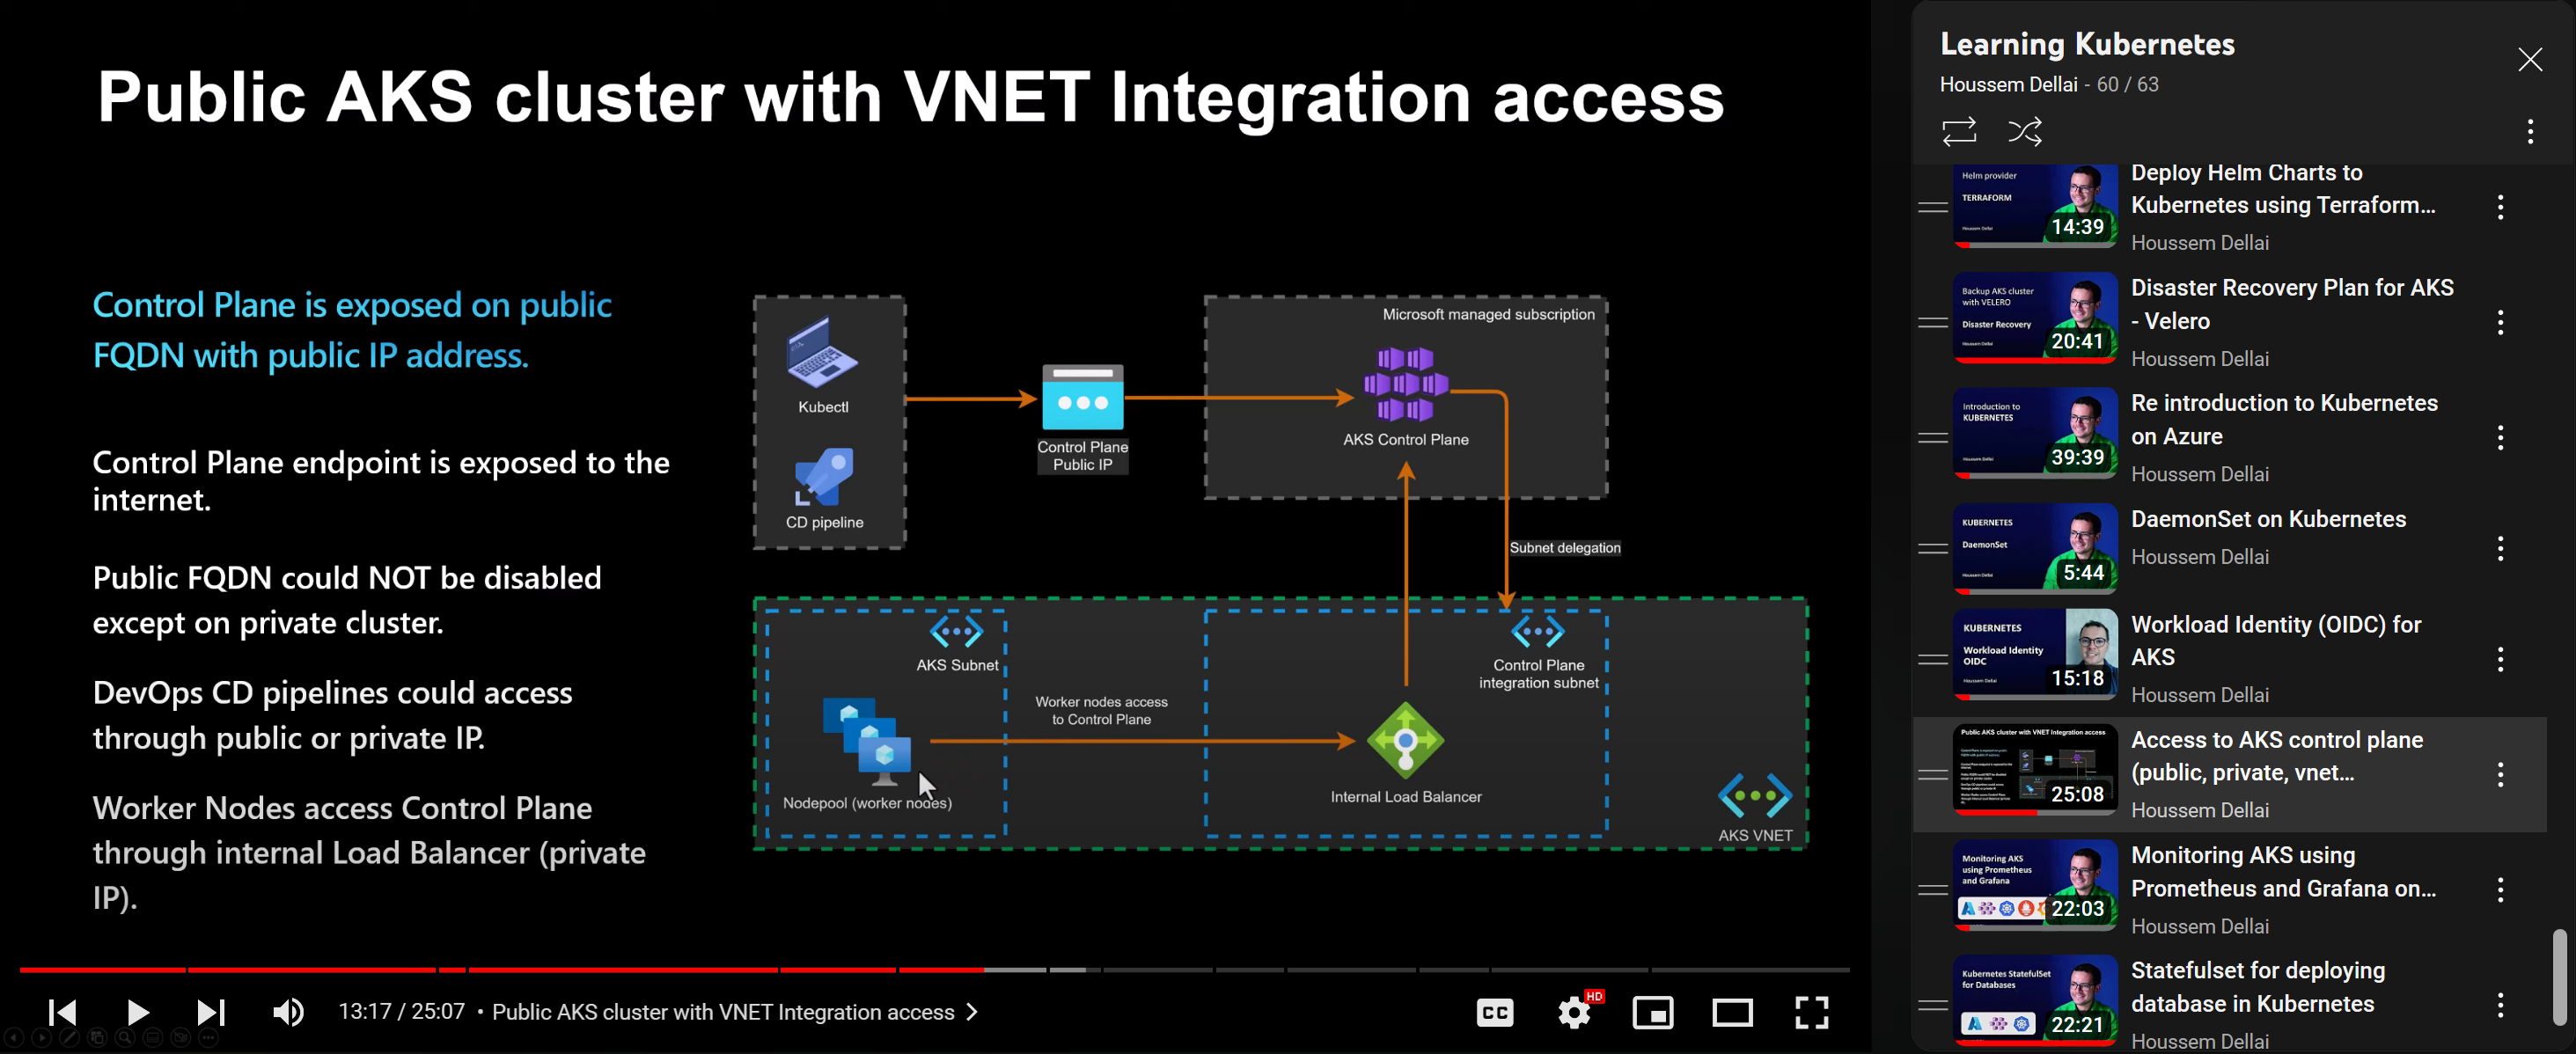 Public AKS cluster with VNET Integration access
Control Plane is exposed on public
FQDN with public IP address.
Control Plane endpoint is exposed to the
internet.
Public FQDN could NOT be disabled
except on private cluster.
DevOps CD pipelines could access
through public or private IP.
Worker Nodes access Control Plane
through internal Load Balancer (private
IP).
Kubectl
CD pipeline
Control Plane
Public IP
Microsoft managed subscription
AKS Control Plane
Subnet delegation
AKS Subnet
Nodepool (worker nodes)
Worker nodes access
to Control Plane
Control Plane
integration subnet
Internal Load Balancer
AKS VNET
13:17 / 25:07 • Public AKS cluster with VNET Integration access
CC
HD
Learning Kubernetes
Houssem Dellai - 60 / 63
Helm provider
TERRAFORM
Houssem Dellai
14:39
Deploy Helm Charts to
Kubernetes using Terraform...
Houssem Dellai
Backup AKS cluster
with VELERO
Disaster Recovery
Houssem Dellai
20:41
Disaster Recovery Plan for AKS
- Velero
Houssem Dellai
Introduction to
KUBERNETES
Houssem Dellai
39:39
Re introduction to Kubernetes
on Azure
Houssem Dellai
KUBERNETES
DaemonSet
Houssem Dellai
5:44
DaemonSet on Kubernetes
Houssem Dellai
KUBERNETES
Workload Identity
OIDC
Houssem Dellai
15:18
Workload Identity (OIDC) for
AKS
Houssem Dellai
Public AKS cluster with VNET Integration access
25:08
Access to AKS control plane
(public, private, vnet...
Houssem Dellai
Monitoring AKS
using Prometheus
and Grafana
22:03
Monitoring AKS using
Prometheus and Grafana on...
Houssem Dellai
Kubernetes StatefulSet
for Databases
22:21
Statefulset for deploying
database in Kubernetes
Houssem Dellai